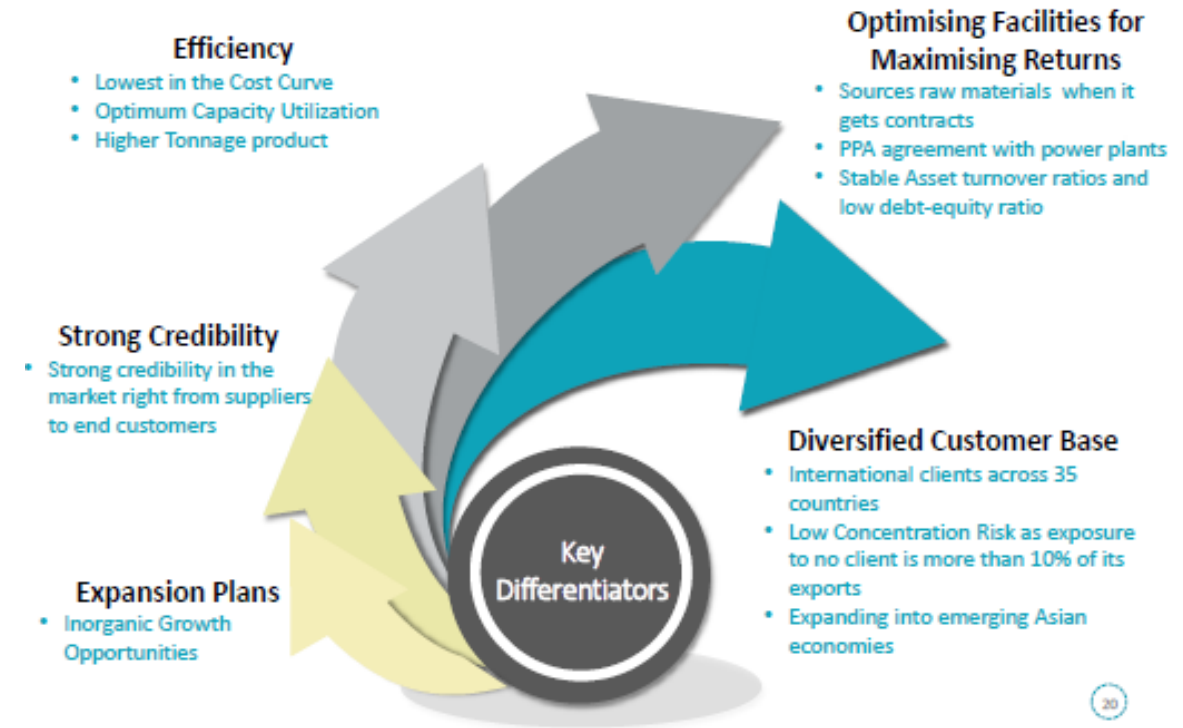 Efficiency
• Lowest in the Cost Curve
• Optimum Capacity Utilization
• Higher Tonnage product
Optimising Facilities for
Maximising Returns
• Sources raw materials when it
gets contracts
• PPA agreement with power plants
• Stable Asset turnover ratios and
low debt-equity ratio
Strong Credibility
• Strong credibility in the
market right from suppliers
to end customers
Diversified Customer Base
• International clients across 35
countries
• Low Concentration Risk as exposure
to no client is more than 10% of its
exports
• Expanding into emerging Asian
economies
Expansion Plans
• Inorganic Growth
Opportunities
Key
Differentiators
20